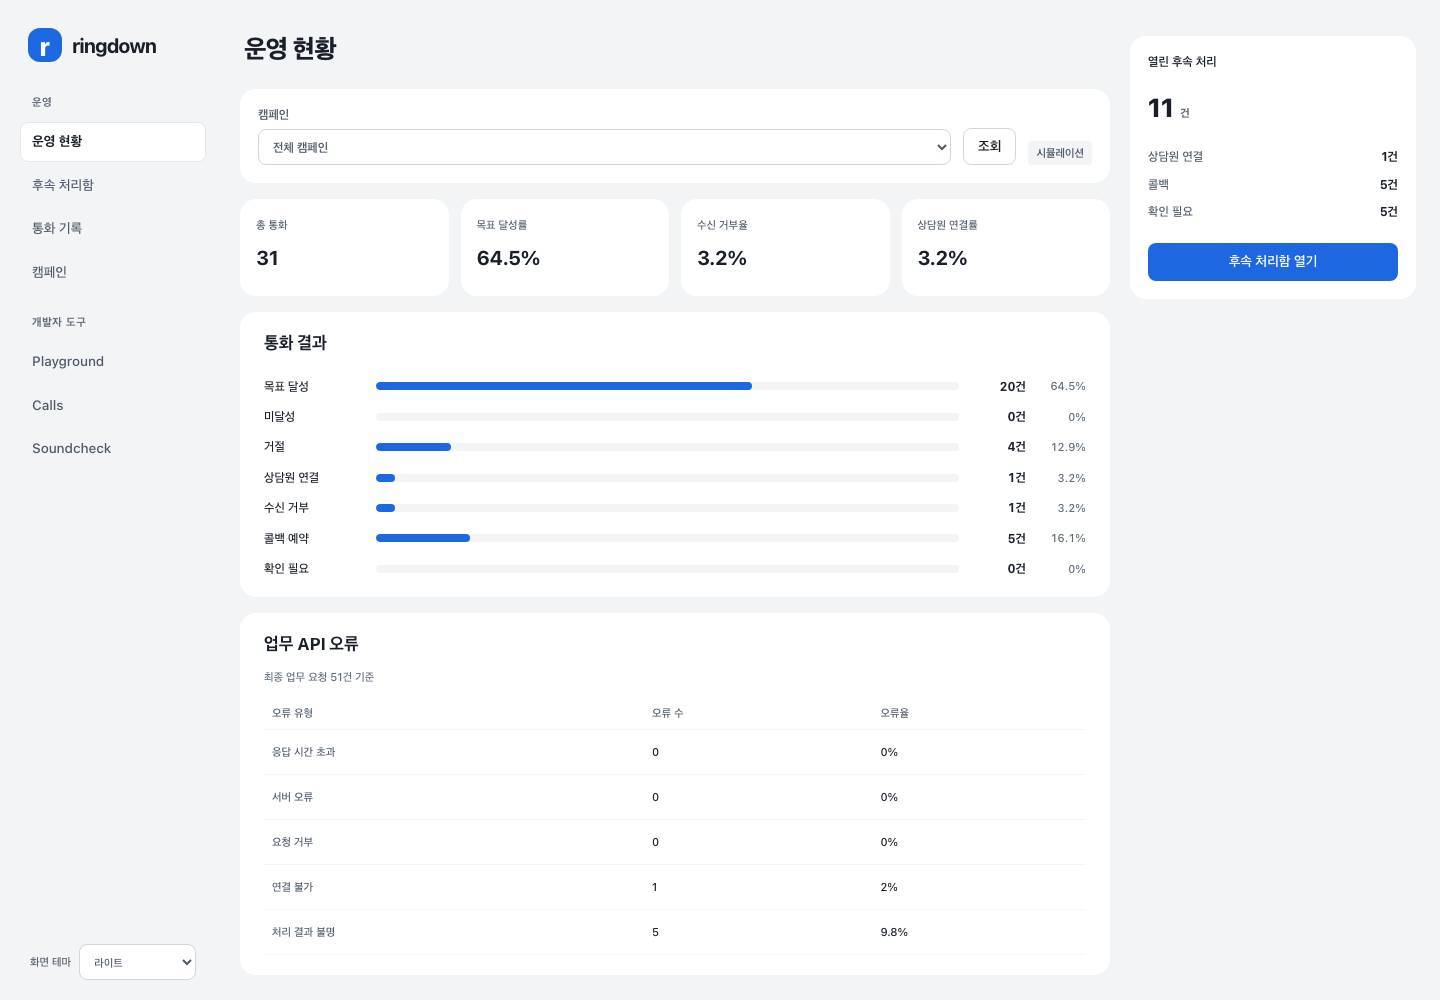 r ringdown
운영
운영 현황
후속 처리함
통화 기록
캠페인
개발자 도구
Playground
Calls
Soundcheck
화면 테마 라이트
운영 현황
캠페인
전체 캠페인 조회 시뮬레이션
총 통화
31
목표 달성률
64.5%
수신 거부율
3.2%
상담원 연결률
3.2%
통화 결과
목표 달성 20건 64.5%
미달성 0건 0%
거절 4건 12.9%
상담원 연결 1건 3.2%
수신 거부 1건 3.2%
콜백 예약 5건 16.1%
확인 필요 0건 0%
업무 API 오류
최종 업무 요청 51건 기준
오류 유형 오류 수 오류율
응답 시간 초과 0 0%
서버 오류 0 0%
요청 거부 0 0%
연결 불가 1 2%
처리 결과 불명 5 9.8%
열린 후속 처리
11 건
상담원 연결 1건
콜백 5건
확인 필요 5건
후속 처리함 열기